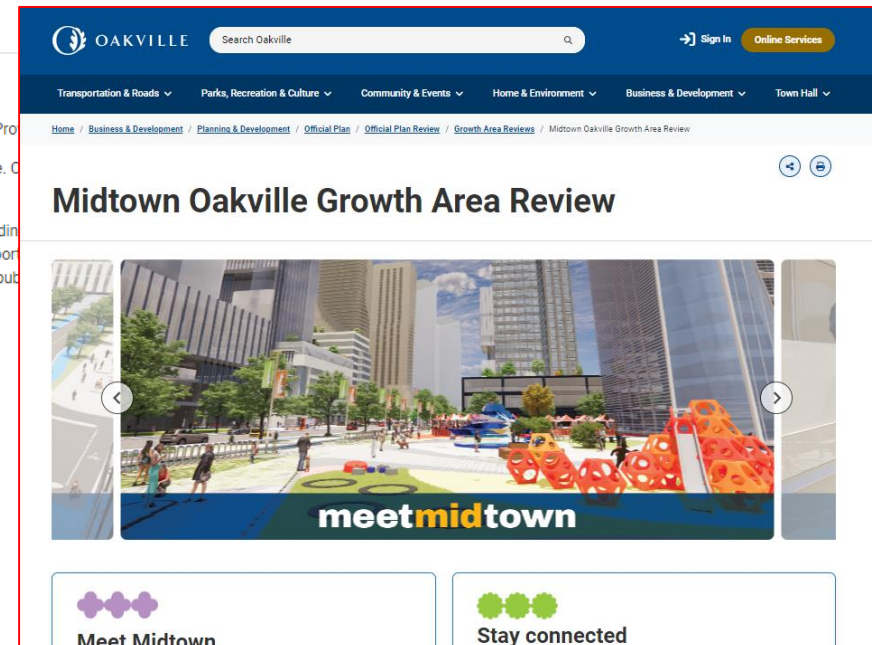 OAKVILLE
Search Oakville
Sign In
Online Services
Transportation & Roads
Parks, Recreation & Culture
Community & Events
Home & Environment
Business & Development
Town Hall
Home / Business & Development / Planning & Development / Official Plan / Official Plan Review / Growth Area Reviews / Midtown Oakville Growth Area Review
Midtown Oakville Growth Area Review
meetmidtown
Meet Midtown
Stay connected